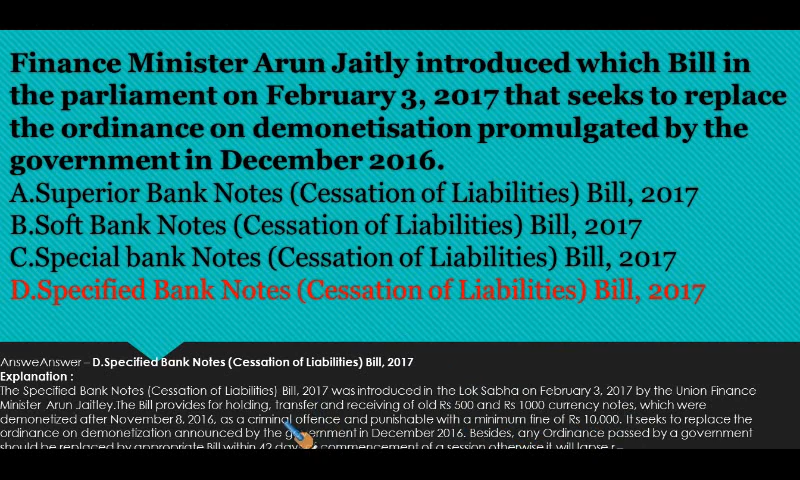 Finance Minister Arun Jaitly introduced which Bill in
the parliament on February 3, 2017 that seeks to replace
the ordinance on demonetisation promulgated by the
government in December 2016.
A.Superior Bank Notes (Cessation of Liabilities) Bill, 2017
B.Soft Bank Notes (Cessation of Liabilities) Bill, 2017
C.Special bank Notes (Cessation of Liabilities) Bill, 2017
D.Specified Bank Notes (Cessation of Liabilities) Bill, 2017
AnsweAnswer – D.Specified Bank Notes (Cessation of Liabilities) Bill, 2017
Explanation :
The Specified Bank Notes (Cessation of Liabilities) Bill, 2017 was introduced in the Lok Sabha on February 3, 2017 by the Union Finance
Minister Arun Jaitley.The Bill provides for holding, transfer and receiving of old Rs 500 and Rs 1000 currency notes, which were
demonetized after November 8, 2016, as a criminal offence and punishable with a minimum fine of Rs 10,000. It seeks to replace the
ordinance on demonetization announced by the government in December 2016. Besides, any Ordinance passed by a government
should be replaced by appropriate Bill within 42 commencement of a session otherwise it will lapse